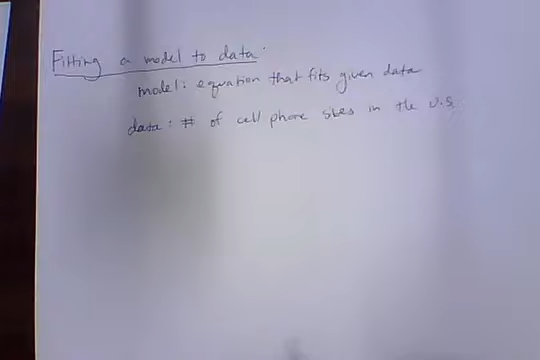 Fitting a model to data:
model: equation that fits given data
data: # of cell phone sites in the U.S.